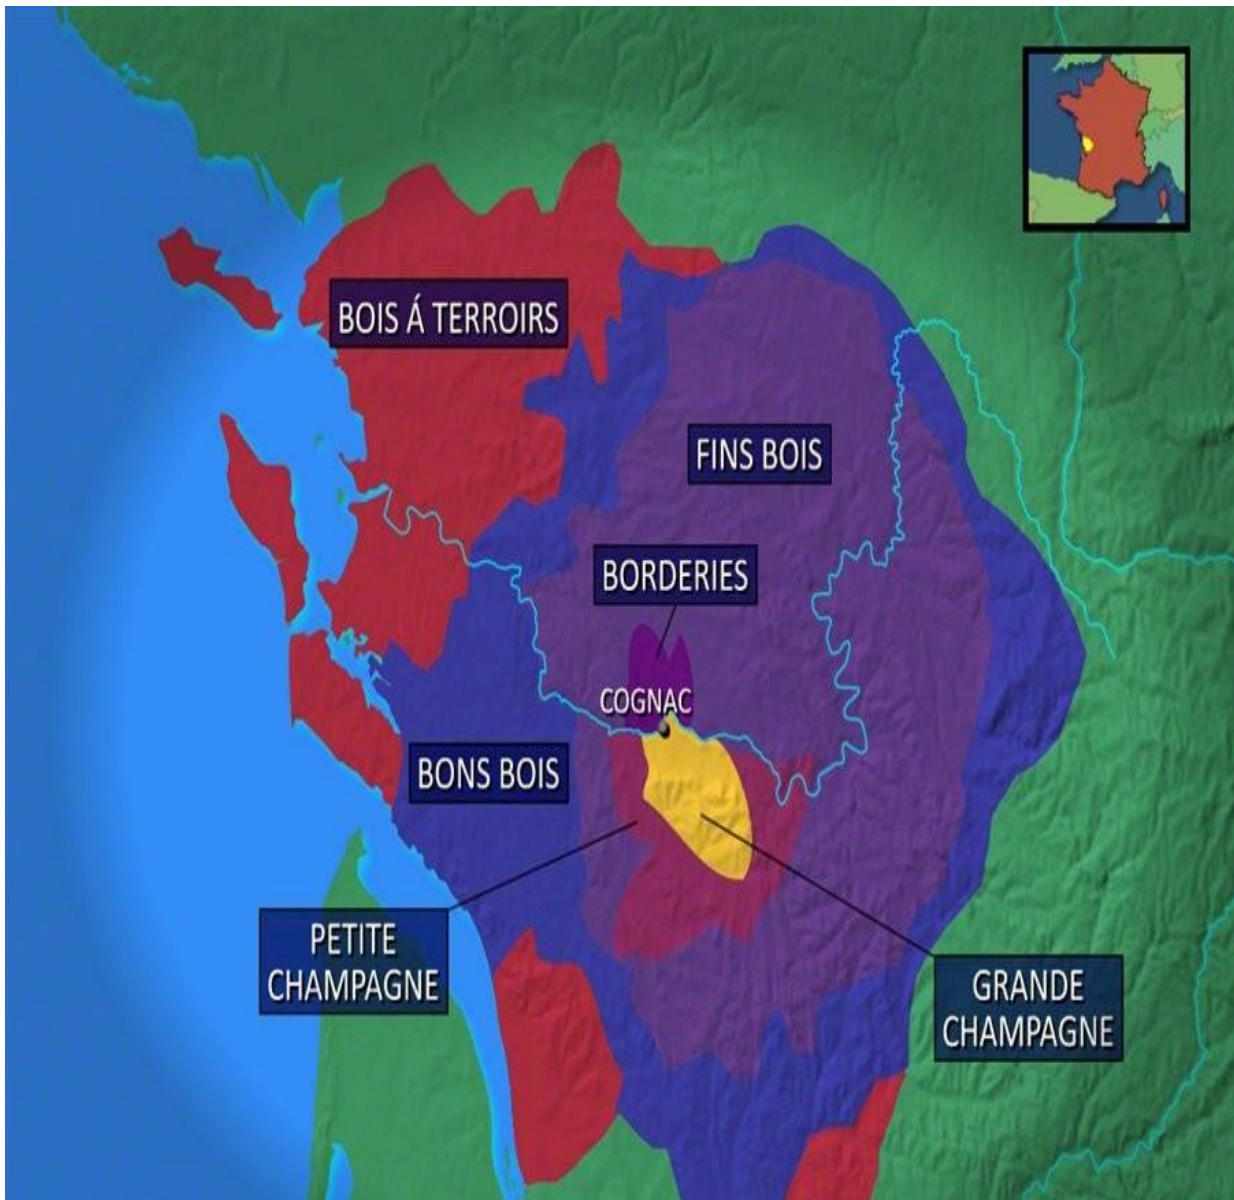 BOIS Á TERROIRS
FINS BOIS
BORDERIES
COGNAC
BONS BOIS
PETITE
CHAMPAGNE
GRANDE
CHAMPAGNE